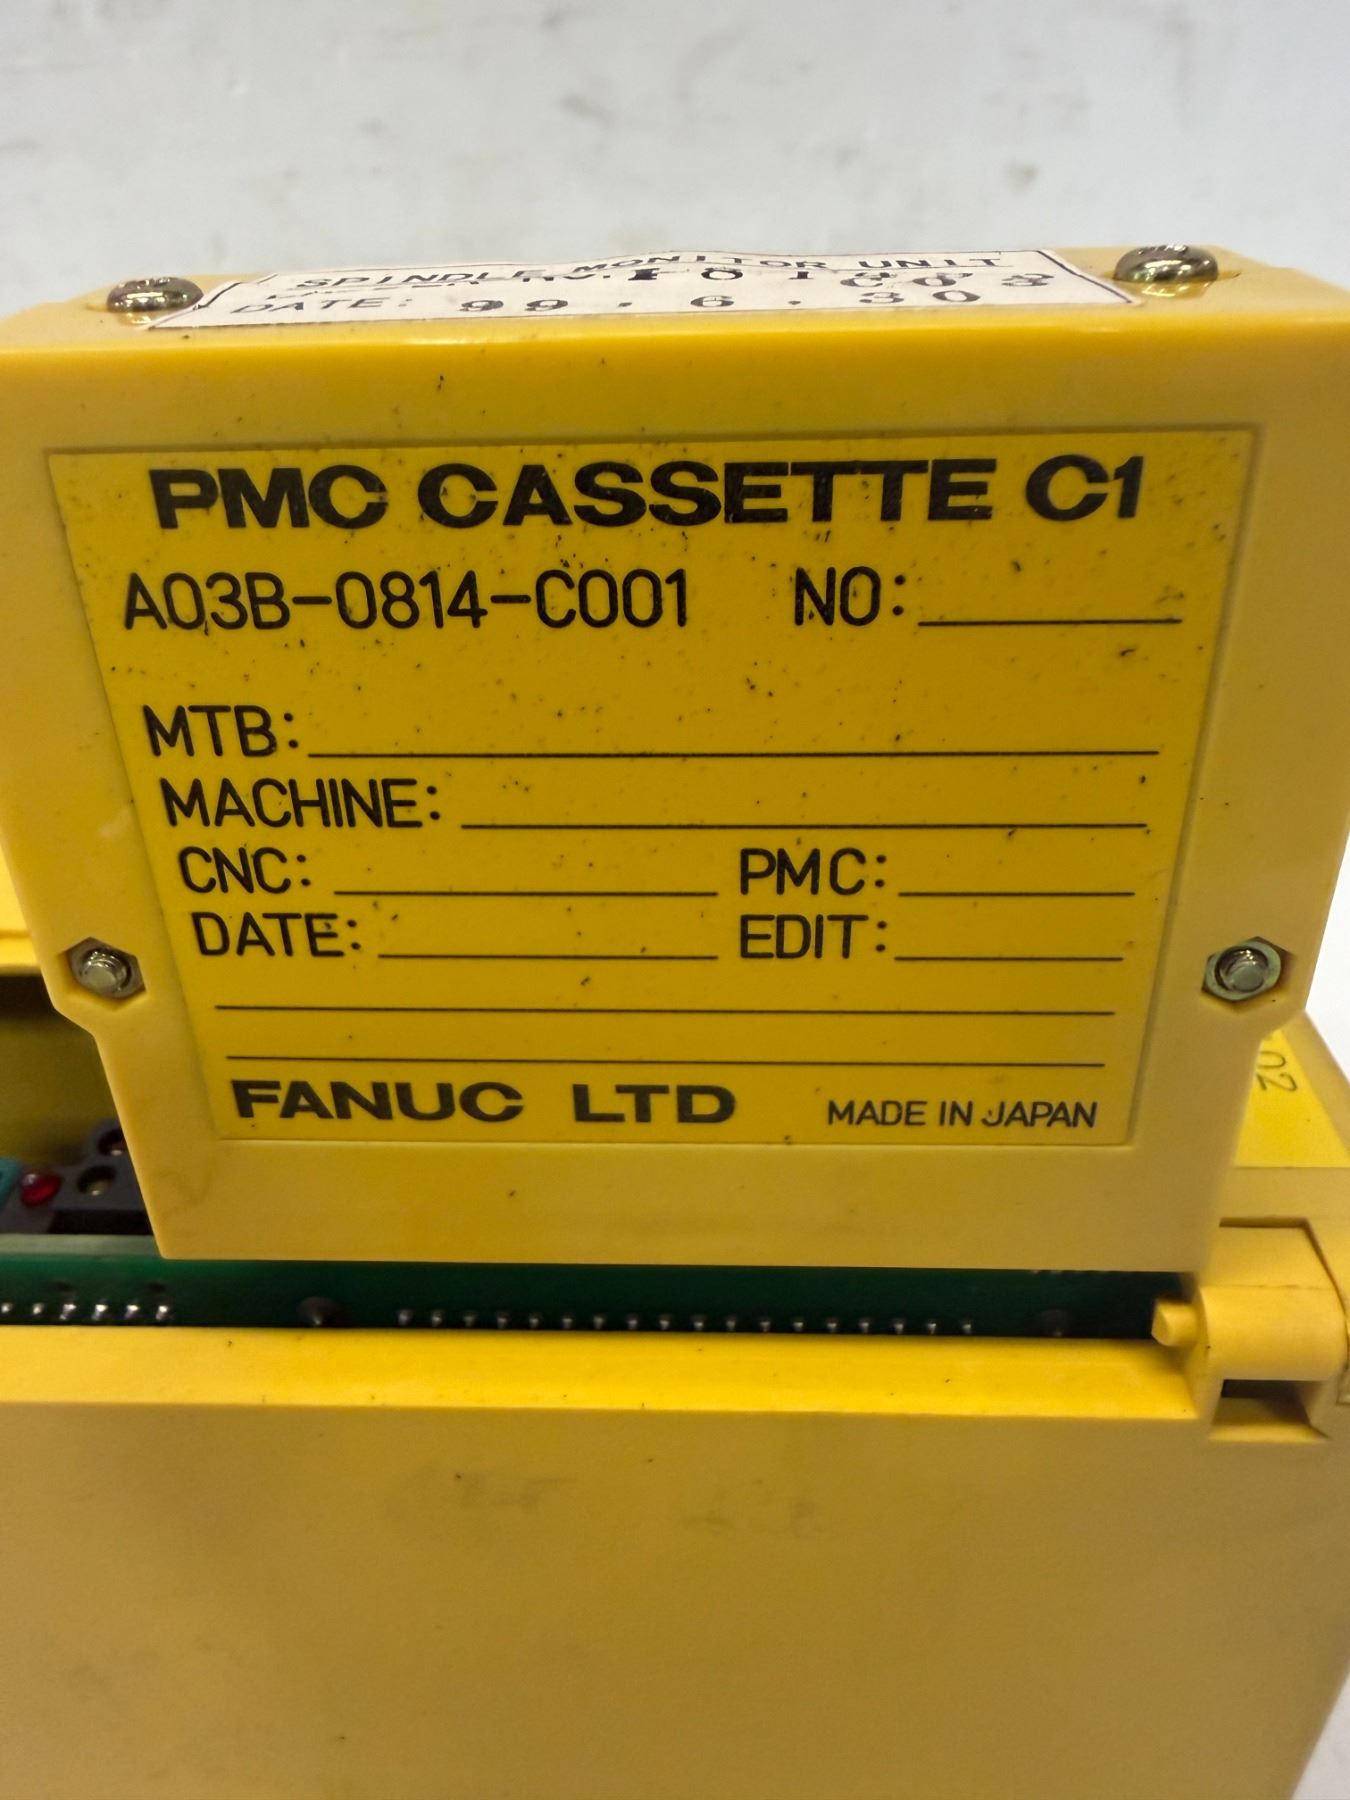 SPINDLE MONITOR UNIT
DATE: 99.6.30
PMC CASSETTE C1
A03B-0814-C001 NO:
MTB:
MACHINE:
CNC: PMC:
DATE: EDIT:
FANUC LTD MADE IN JAPAN
02